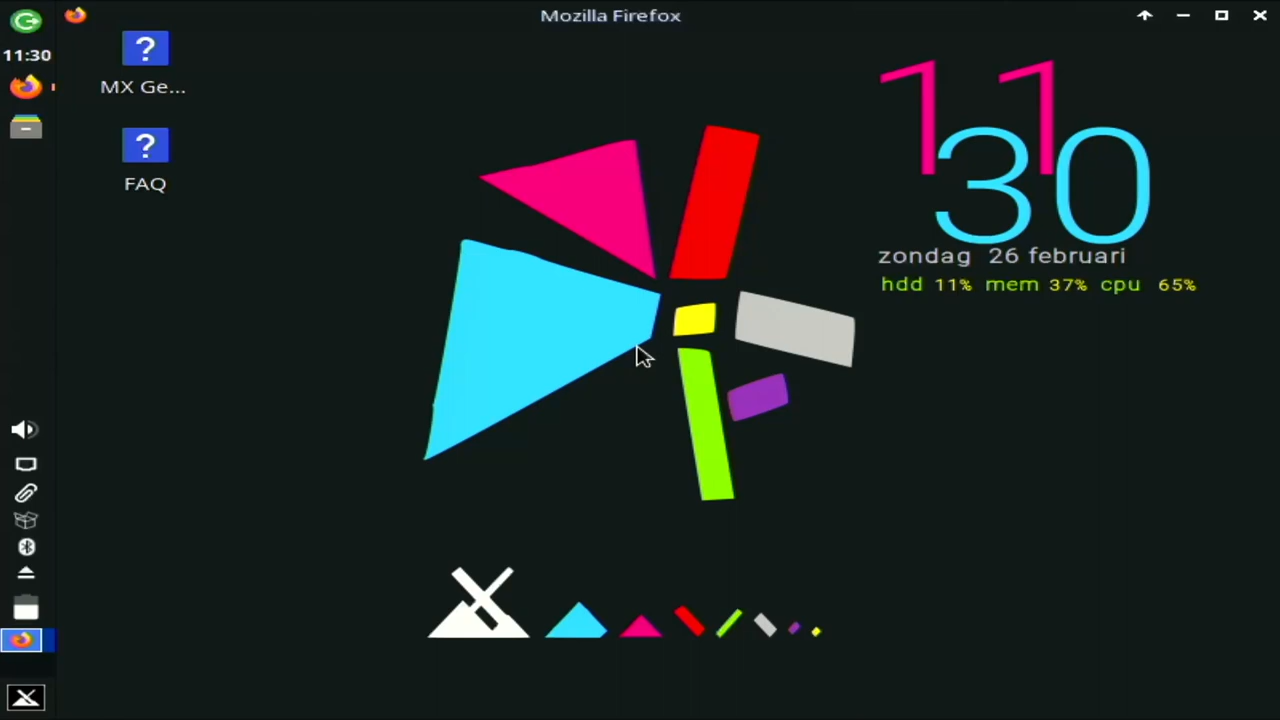 Mozilla Firefox
11:30
? 
MX Ge...
?
FAQ
11
30
zondag 26 februari
hdd 11% mem 37% cpu 65%